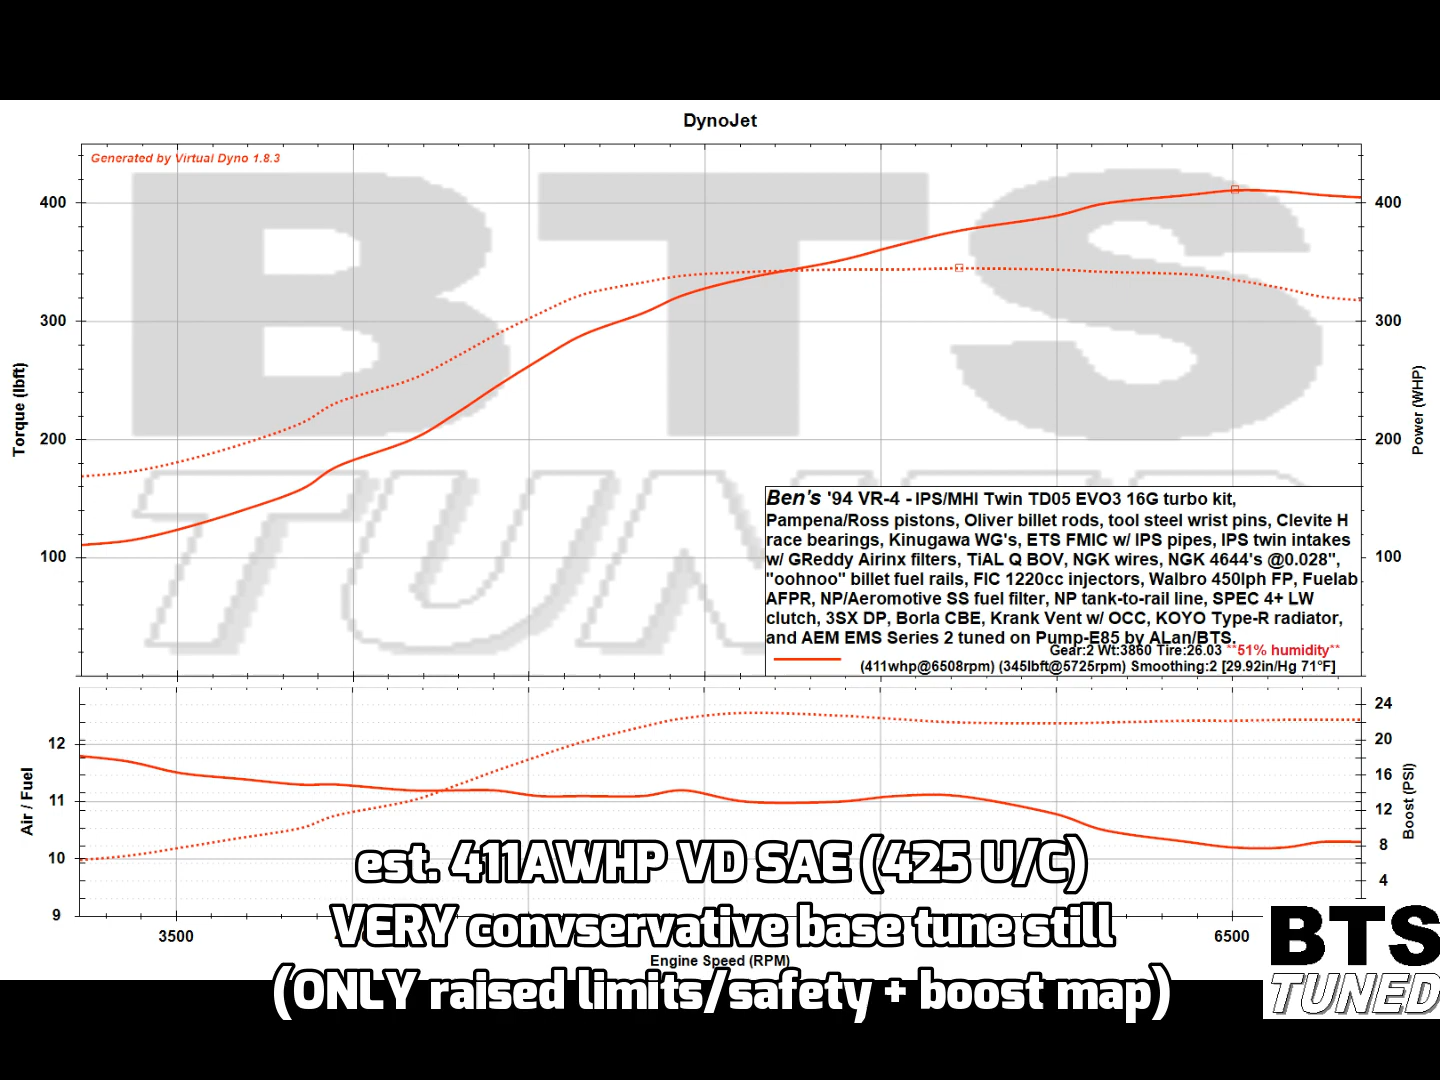 DynoJet
Generated by Virtual Dyno 1.8.3
BTS
TUNED
400
300
200
100
Torque (lbft)
400
300
200
100
Power (WHP)
Ben's '94 VR-4 - IPS/MHI Twin TD05 EVO3 16G turbo kit,
Pampena/Ross pistons, Oliver billet rods, tool steel wrist pins, Clevite H
race bearings, Kinugawa WG's, ETS FMIC w/ IPS pipes, IPS twin intakes
w/ GReddy Airinx filters, TiAL Q BOV, NGK wires, NGK 4644's @0.028",
"oohnoo" billet fuel rails, FIC 1220cc injectors, Walbro 450lph FP, Fuelab
AFPR, NP/Aeromotive SS fuel filter, NP tank-to-rail line, SPEC 4+ LW
clutch, 3SX DP, Borla CBE, Krank Vent w/ OCC, KOYO Type-R radiator,
and AEM EMS Series 2 tuned on Pump-E85 by ALan/BTS.
Gear:2 Wt:3860 Tire:26.03 **51% humidity**
(411whp@6508rpm) (345lbft@5725rpm) Smoothing:2 [29.92in/Hg 71°F]
12
11
10
9
Air / Fuel
24
20
16
12
8
4
Boost (PSI)
est. 411AWHP VD SAE (425 U/C)
VERY convservative base tune still
3500
6500
Engine Speed (RPM)
(ONLY raised limits/safety + boost map)
BTS
TUNED